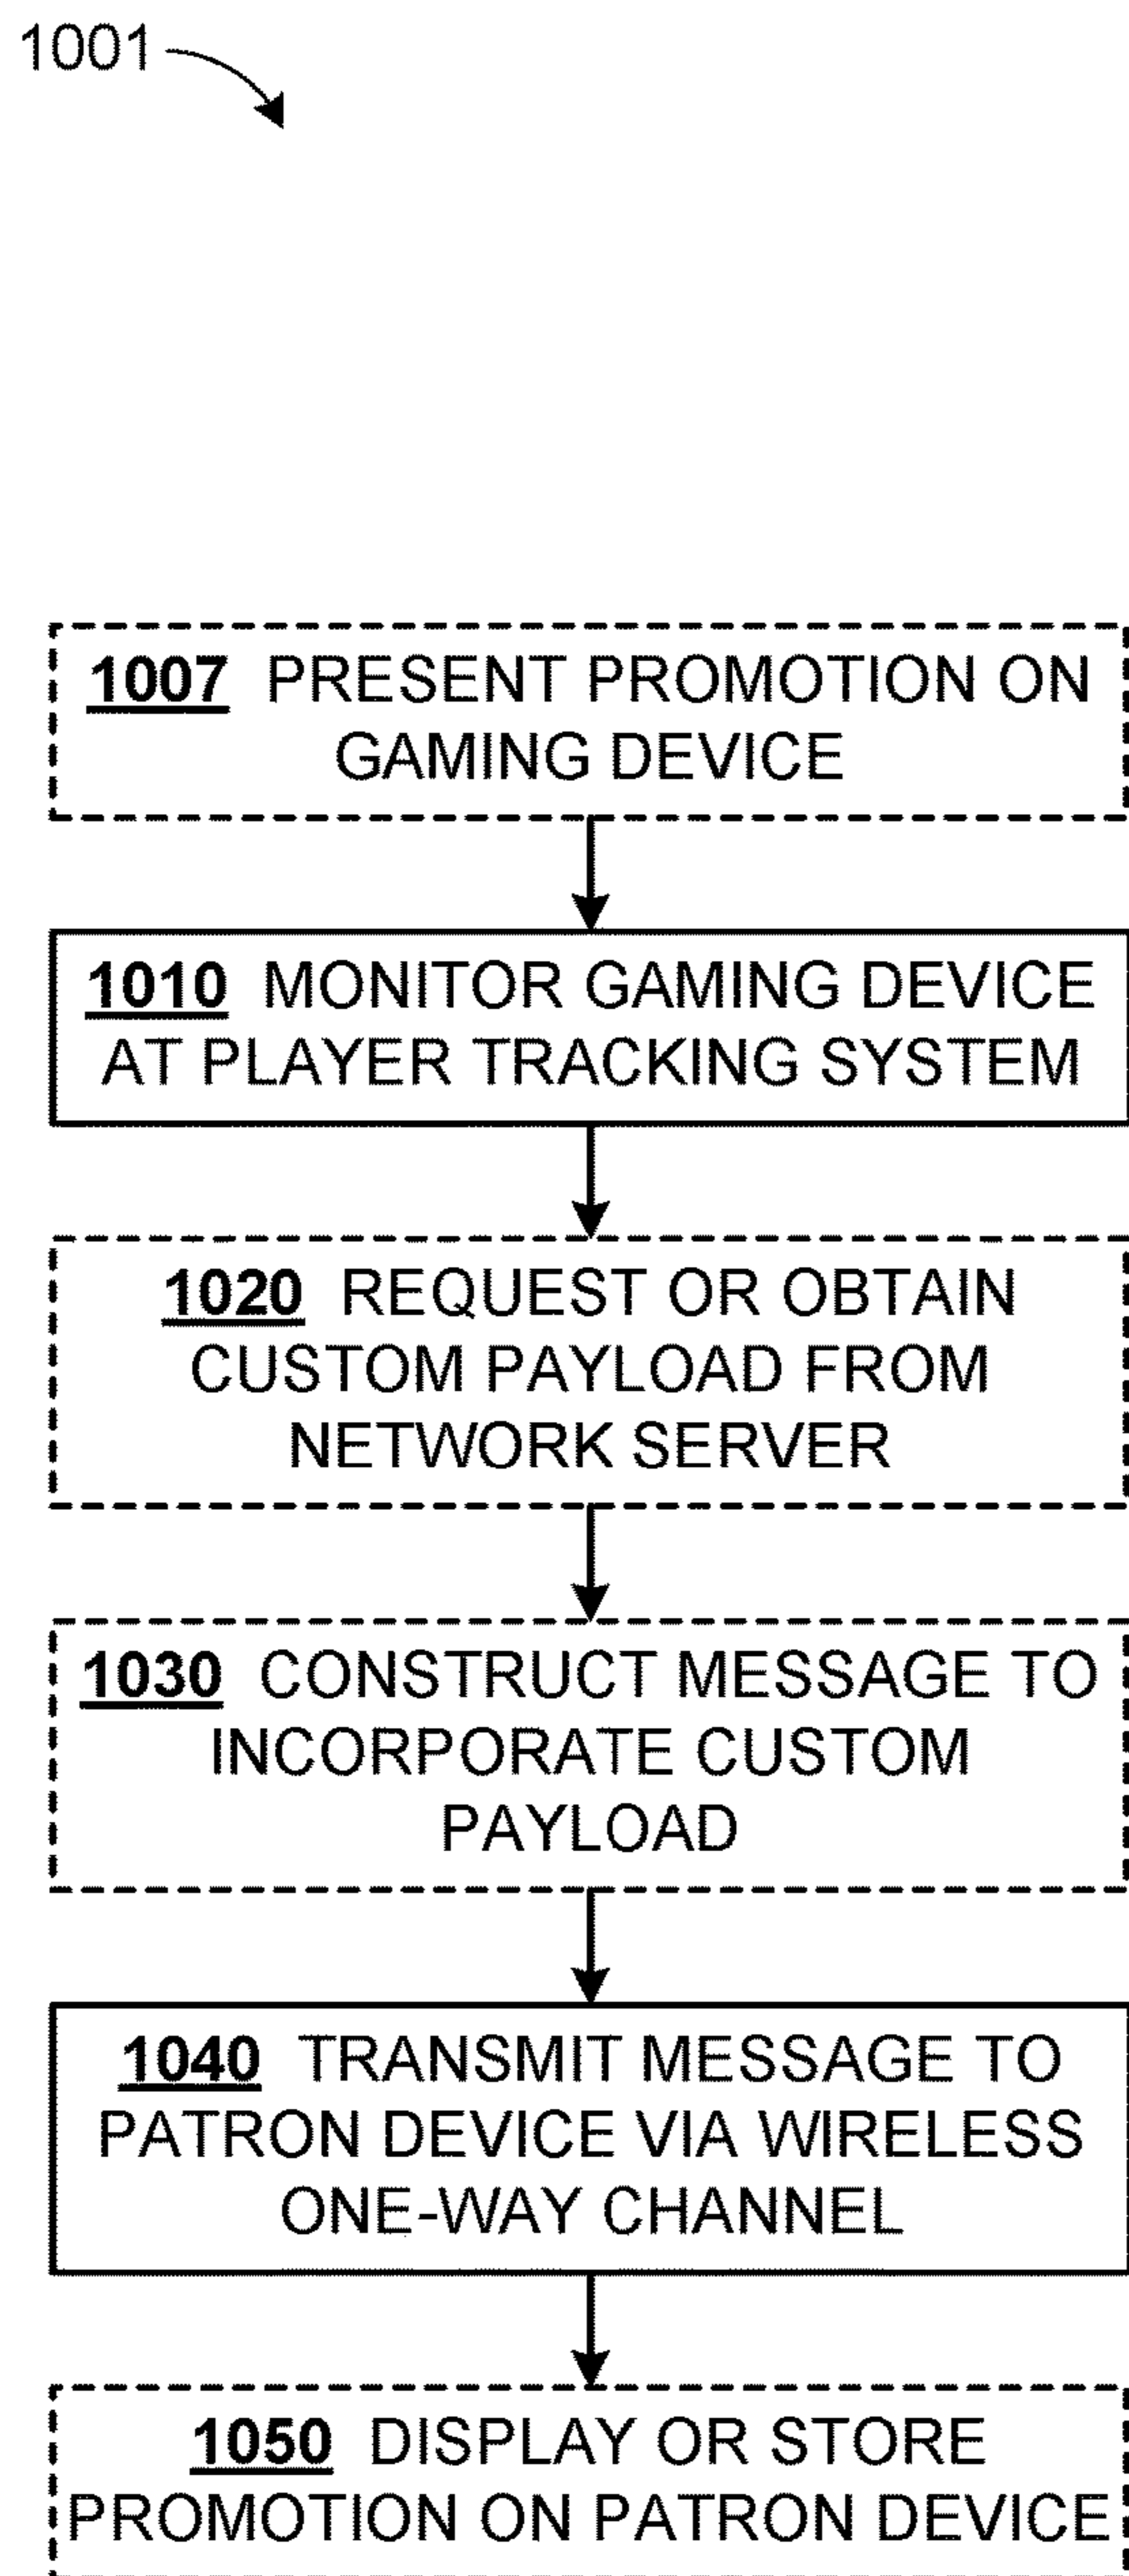 1001
1007 PRESENT PROMOTION ON
GAMING DEVICE
1010 MONITOR GAMING DEVICE
AT PLAYER TRACKING SYSTEM
1020 REQUEST OR OBTAIN
CUSTOM PAYLOAD FROM
NETWORK SERVER
1030 CONSTRUCT MESSAGE TO
INCORPORATE CUSTOM
PAYLOAD
1040 TRANSMIT MESSAGE TO
PATRON DEVICE VIA WIRELESS
ONE-WAY CHANNEL
1050 DISPLAY OR STORE
PROMOTION ON PATRON DEVICE